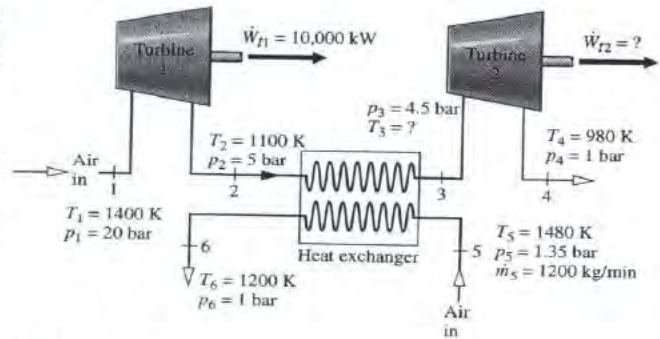 Turbine
1
Ẇt1 = 10,000 kW
Turbine
2
Ẇt2 = ?
p3 = 4.5 bar
T3 = ?
T2 = 1100 K
p2 = 5 bar
T4 = 980 K
p4 = 1 bar
Air
in
1
2
3
4
T1 = 1400 K
p1 = 20 bar
6
5
Heat exchanger
T5 = 1480 K
p5 = 1.35 bar
ṁ5 = 1200 kg/min
T6 = 1200 K
p6 = 1 bar
Air
in